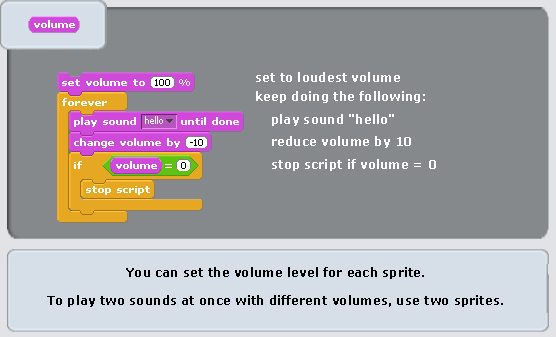 volume
set volume to 100 %
forever
play sound hello until done
change volume by -10
if volume = 0
stop script
set to loudest volume
keep doing the following:
play sound "hello"
reduce volume by 10
stop script if volume = 0
You can set the volume level for each sprite.
To play two sounds at once with different volumes, use two sprites.